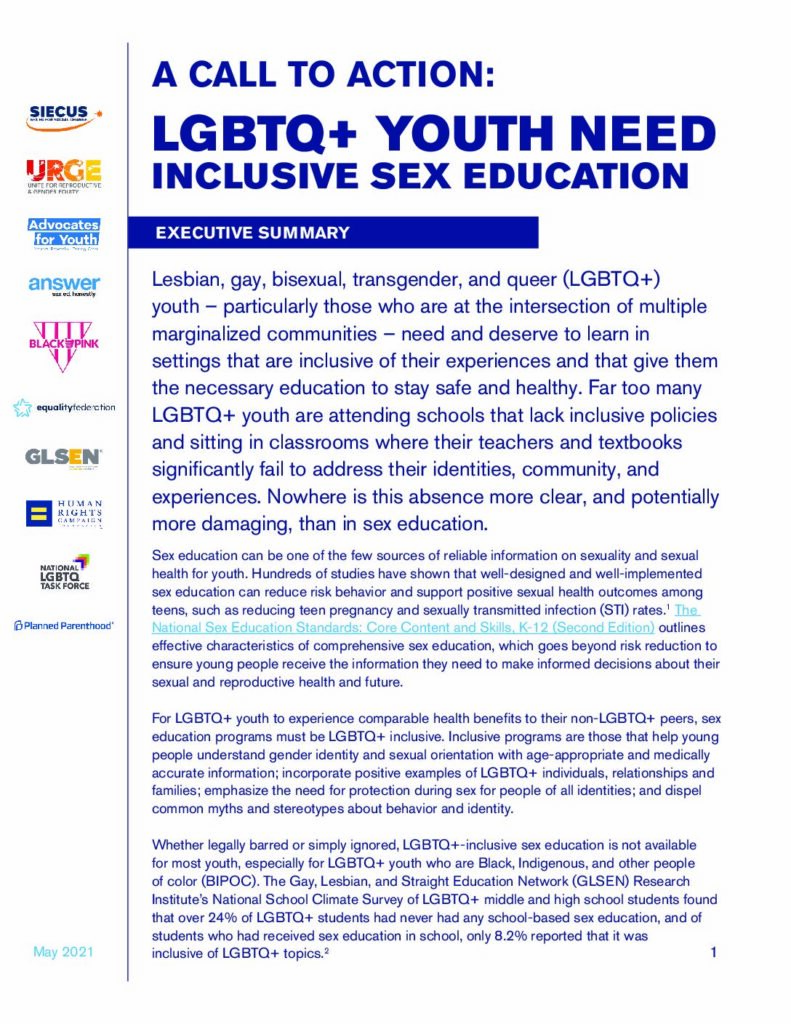 A CALL TO ACTION:
LGBTQ+ YOUTH NEED
INCLUSIVE SEX EDUCATION
EXECUTIVE SUMMARY
Lesbian, gay, bisexual, transgender, and queer (LGBTQ+)
youth – particularly those who are at the intersection of multiple
marginalized communities – need and deserve to learn in
settings that are inclusive of their experiences and that give them
the necessary education to stay safe and healthy. Far too many
LGBTQ+ youth are attending schools that lack inclusive policies
and sitting in classrooms where their teachers and textbooks
significantly fail to address their identities, community, and
experiences. Nowhere is this absence more clear, and potentially
more damaging, than in sex education.
Sex education can be one of the few sources of reliable information on sexuality and sexual
health for youth. Hundreds of studies have shown that well-designed and well-implemented
sex education can reduce risk behavior and support positive sexual health outcomes among
teens, such as reducing teen pregnancy and sexually transmitted infection (STI) rates.¹ The
National Sex Education Standards: Core Content and Skills, K-12 (Second Edition) outlines
effective characteristics of comprehensive sex education, which goes beyond risk reduction to
ensure young people receive the information they need to make informed decisions about their
sexual and reproductive health and future.
For LGBTQ+ youth to experience comparable health benefits to their non-LGBTQ+ peers, sex
education programs must be LGBTQ+ inclusive. Inclusive programs are those that help young
people understand gender identity and sexual orientation with age-appropriate and medically
accurate information; incorporate positive examples of LGBTQ+ individuals, relationships and
families; emphasize the need for protection during sex for people of all identities; and dispel
common myths and stereotypes about behavior and identity.
Whether legally barred or simply ignored, LGBTQ+-inclusive sex education is not available
for most youth, especially for LGBTQ+ youth who are Black, Indigenous, and other people
of color (BIPOC). The Gay, Lesbian, and Straight Education Network (GLSEN) Research
Institute's National School Climate Survey of LGBTQ+ middle and high school students found
that over 24% of LGBTQ+ students had never had any school-based sex education, and of
students who had received sex education in school, only 8.2% reported that it was
inclusive of LGBTQ+ topics.²
SIECUS
URGE
UNITE FOR REPRODUCTIVE
& GENDER EQUITY
Advocates
for Youth
answer
sex ed, honestly
BLACK PINK
equalityfederation
GLSEN
HUMAN
RIGHTS
CAMPAIGN
NATIONAL
LGBTQ
TASK FORCE
Planned Parenthood
May 2021
1